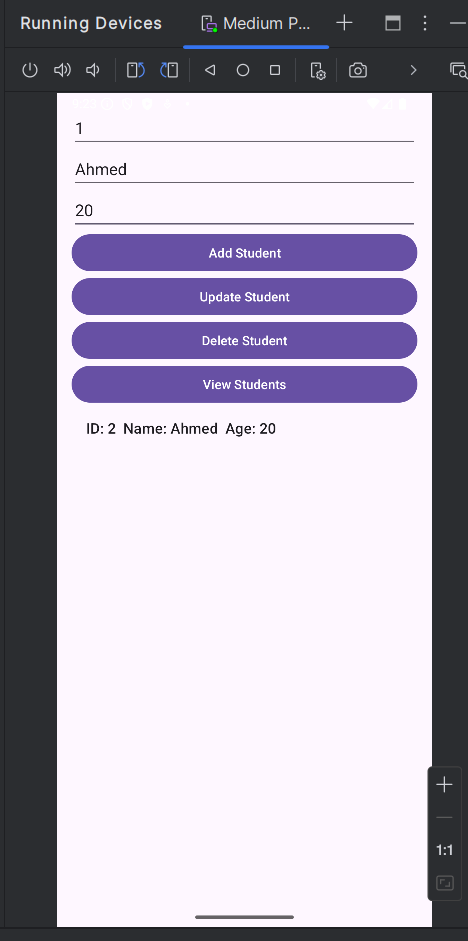 Running Devices
Medium P...
1
Ahmed
20
Add Student
Update Student
Delete Student
View Students
ID: 2 Name: Ahmed Age: 20
1:1